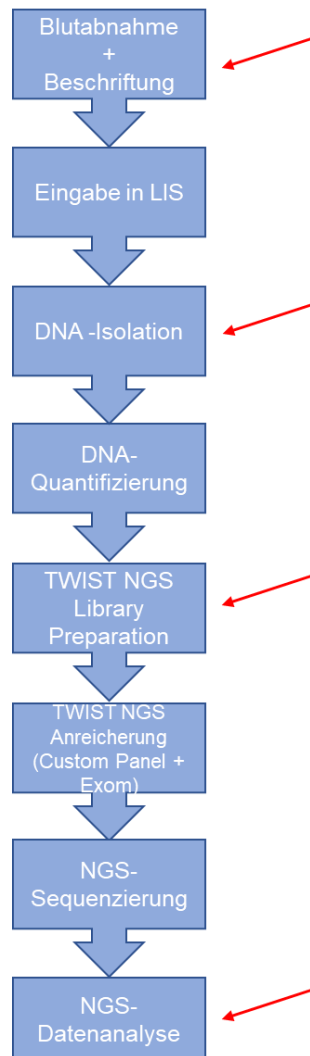 Blutabnahme
+
Beschriftung
Eingabe in LIS
DNA -Isolation
DNA-
Quantifizierung
TWIST NGS
Library
Preparation
TWIST NGS
Anreicherung
(Custom Panel +
Exom)
NGS-
Sequenzierung
NGS-
Datenanalyse